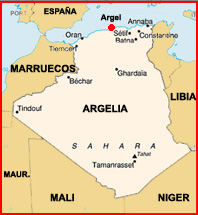 PORT.
ESPAÑA
Argel
Annaba
Oran
Sétif
Constantine
Batna
Tlemcen
MARRUECOS
Ghardaïa
Béchar
Tindouf
ARGELIA
LIBIA
SAHARA
Tahat
Tamanrasset
MAUR.
MALI
NIGER